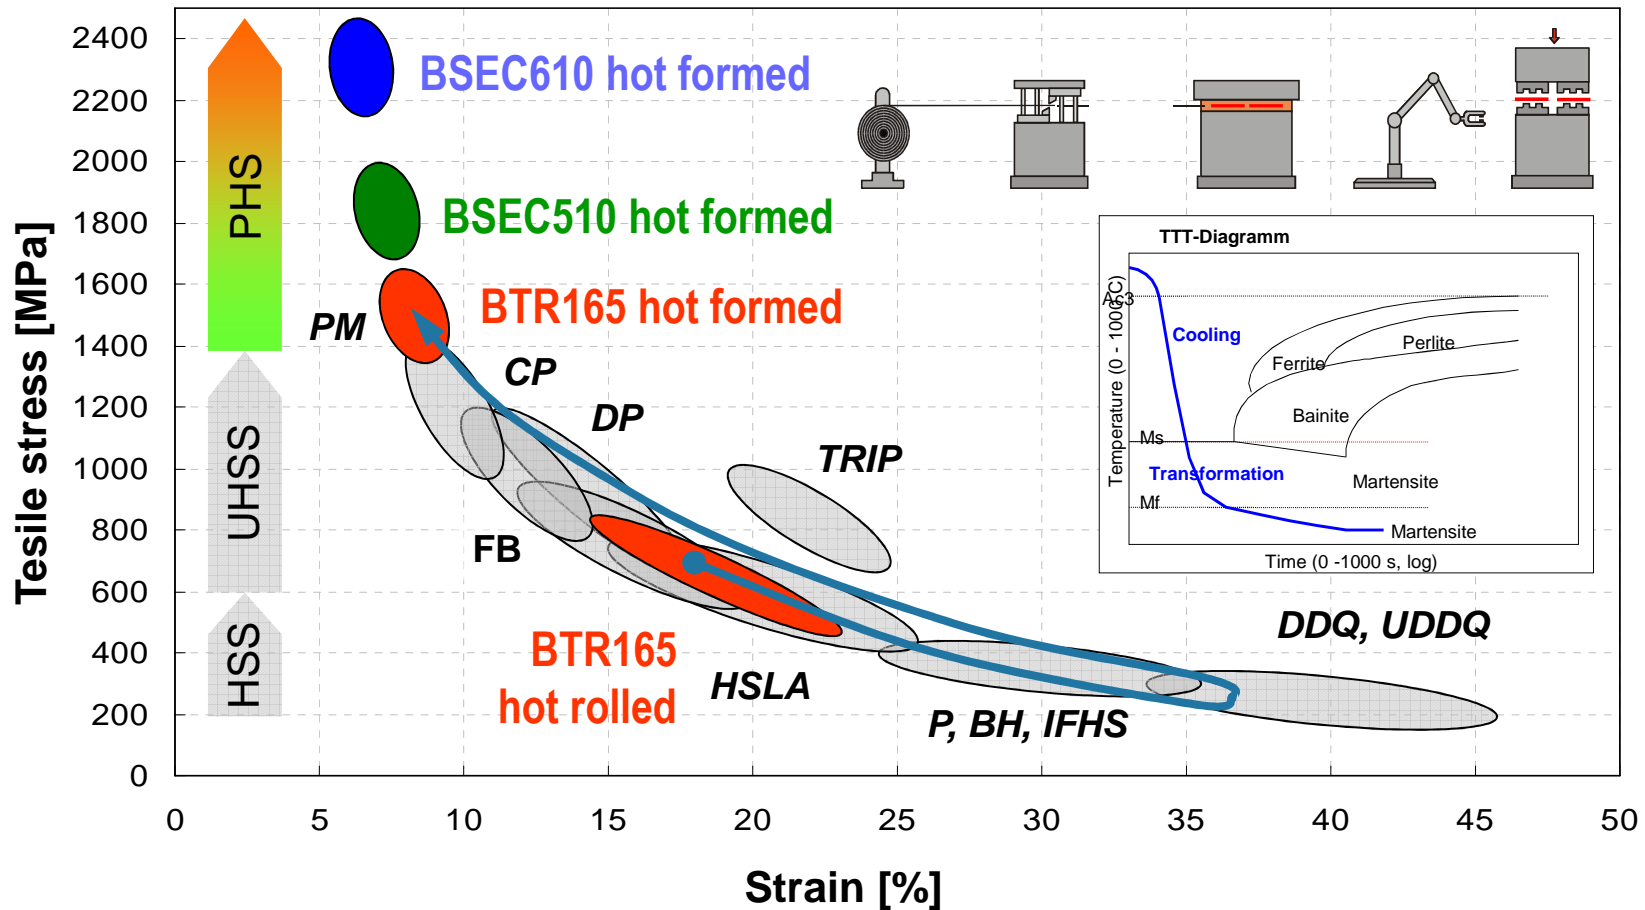 2400
2200
2000
1800
1600
1400
1200
1000
800
600
400
200
0
Tesile stress [MPa]
PHS
UHSS
HSS
BSEC610 hot formed
BSEC510 hot formed
BTR165 hot formed
PM
CP
DP
TRIP
FB
BTR165
hot rolled
HSLA
P, BH, IFHS
DDQ, UDDQ
TTT-Diagramm
Temperature (0 - 1000°C)
Ac3
Cooling
Ferrite
Perlite
Bainite
Ms
Transformation
Martensite
Mf
Martensite
Time (0 -1000 s, log)
0 5 10 15 20 25 30 35 40 45 50
Strain [%]